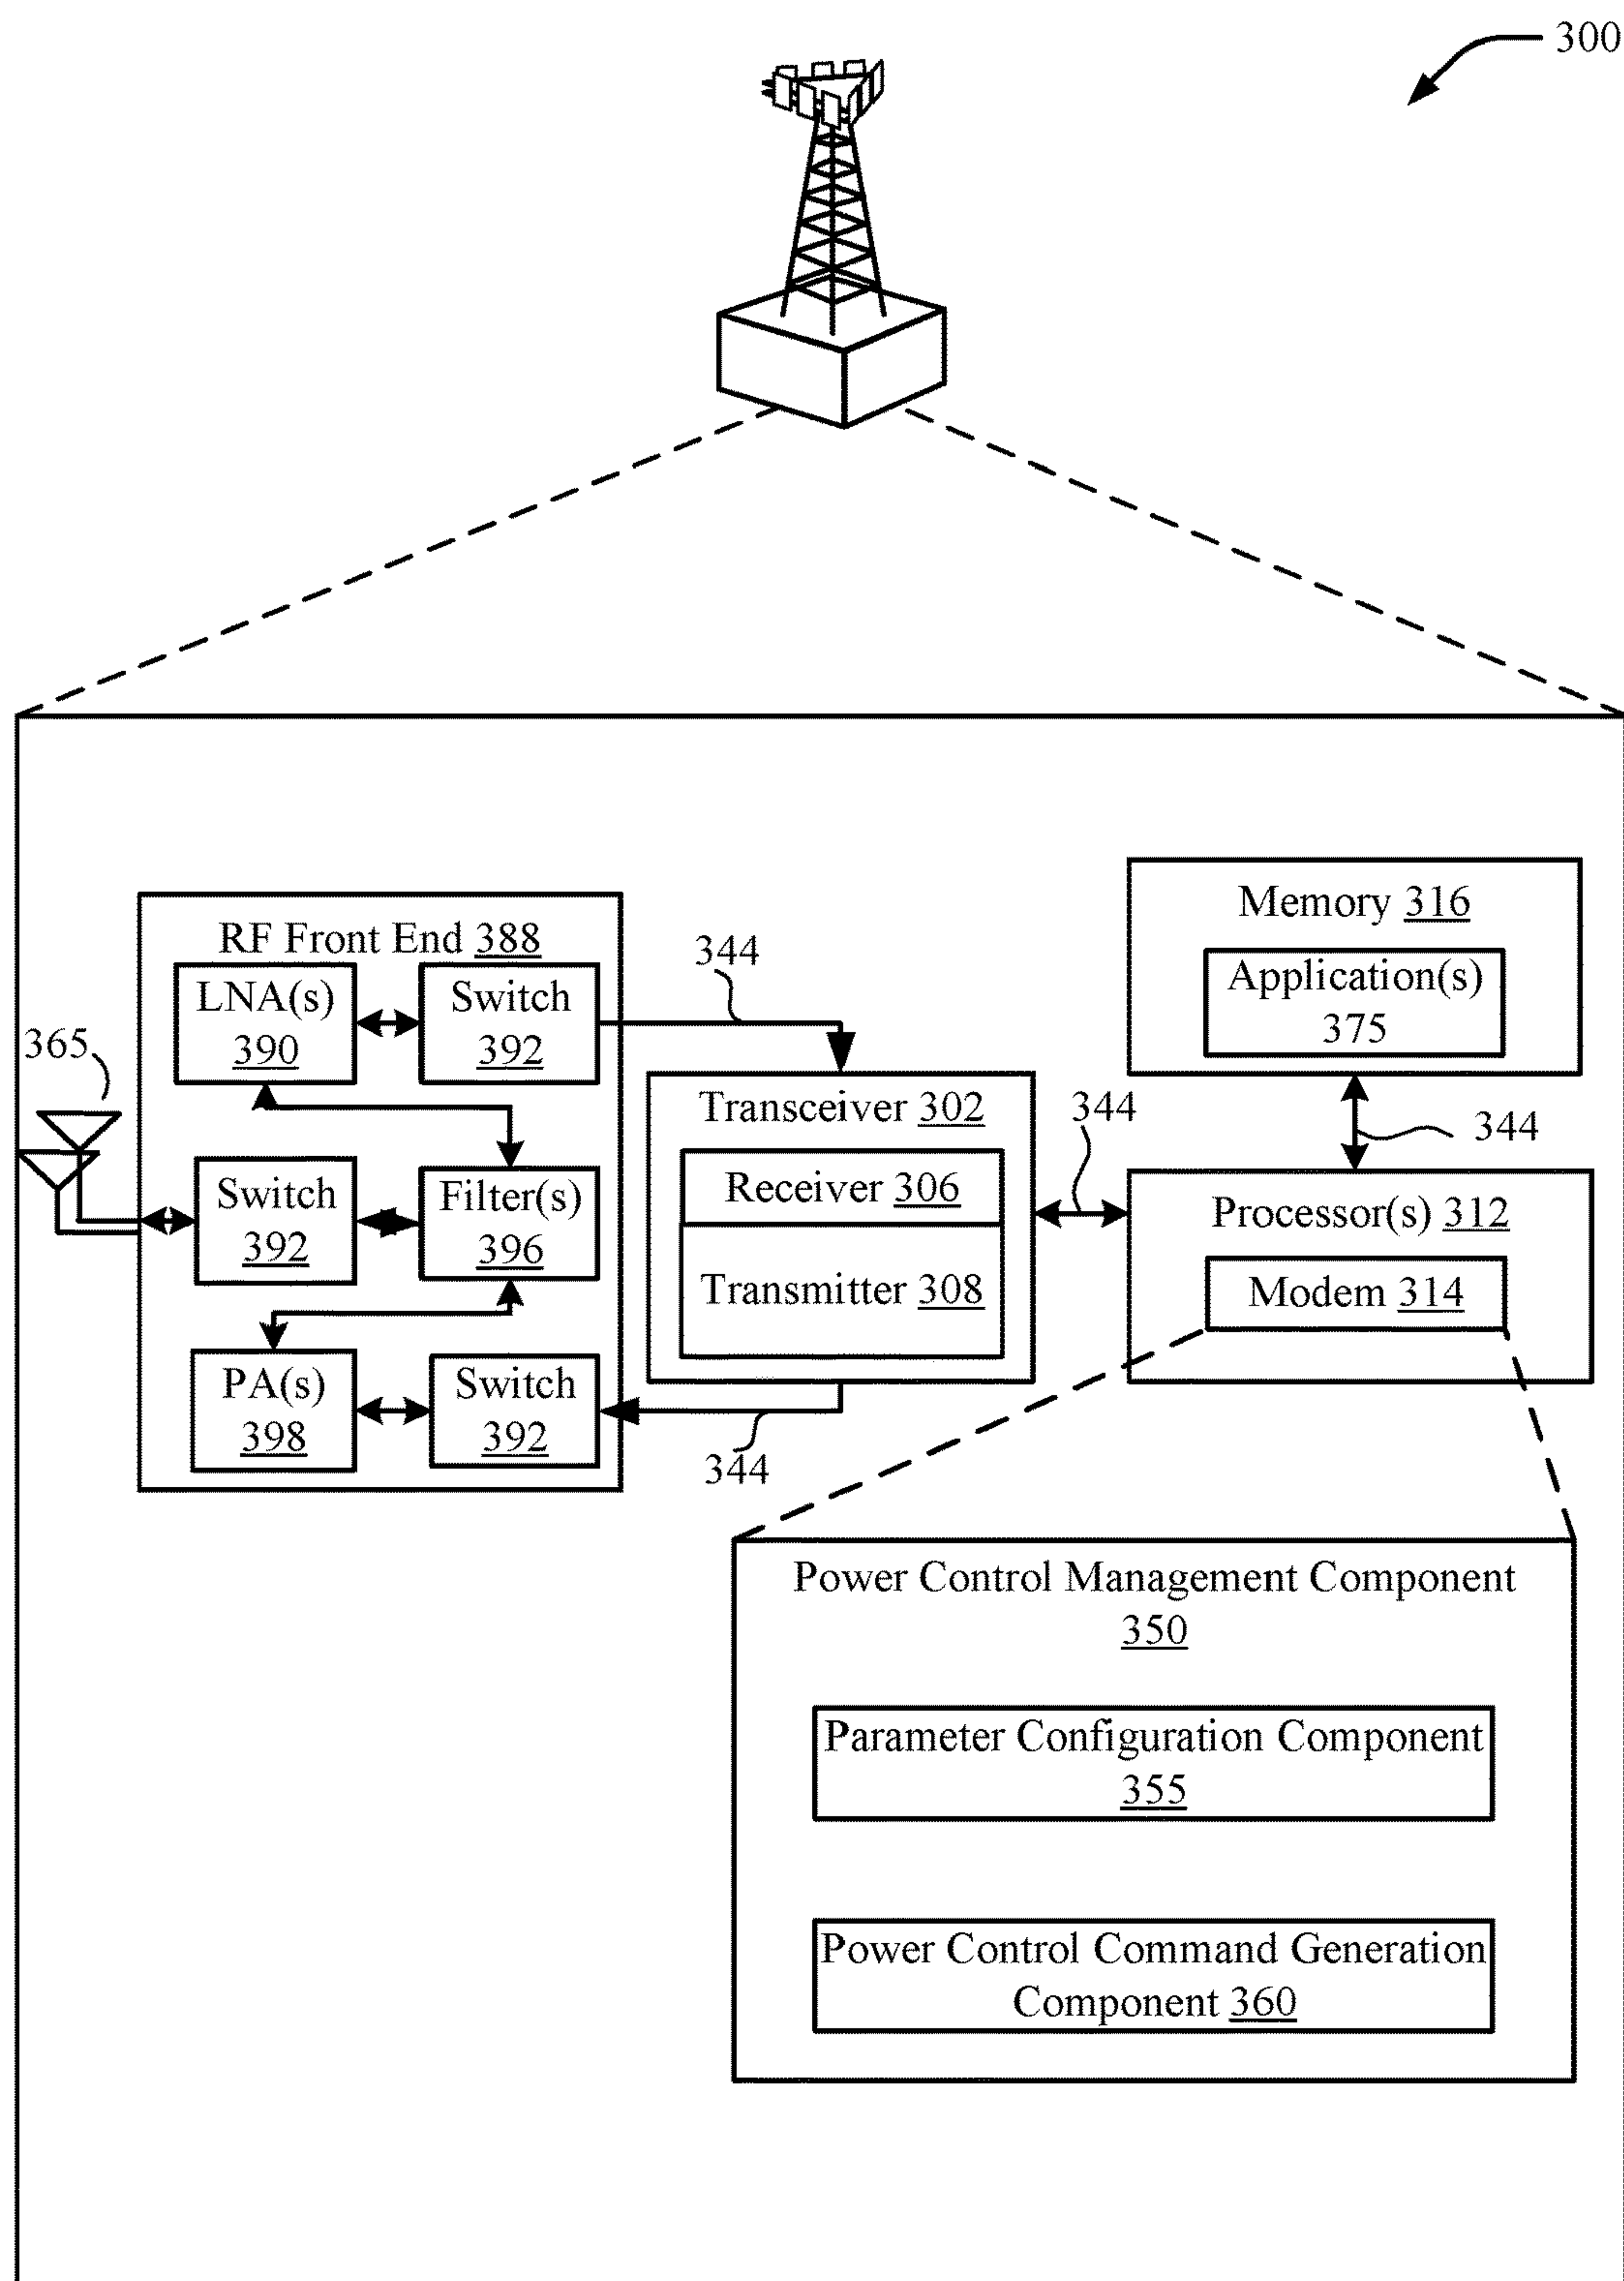 300
RF Front End 388
LNA(s)
390
Switch
392
344
365
Switch
392
Filter(s)
396
PA(s)
398
Switch
392
344
Transceiver 302
Receiver 306
Transmitter 308
344
Memory 316
Application(s)
375
344
Processor(s) 312
Modem 314
Power Control Management Component
350
Parameter Configuration Component
355
Power Control Command Generation
Component 360